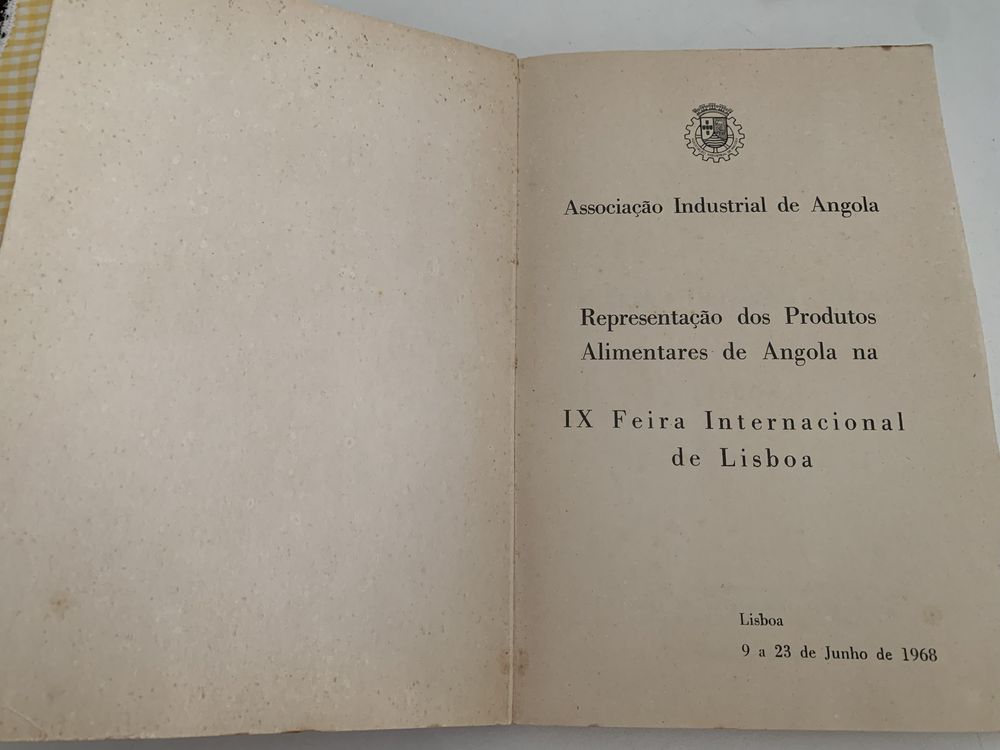 Associação Industrial de Angola
Representação dos Produtos
Alimentares de Angola na
IX Feira Internacional
de Lisboa
Lisboa
9 a 23 de Junho de 1968